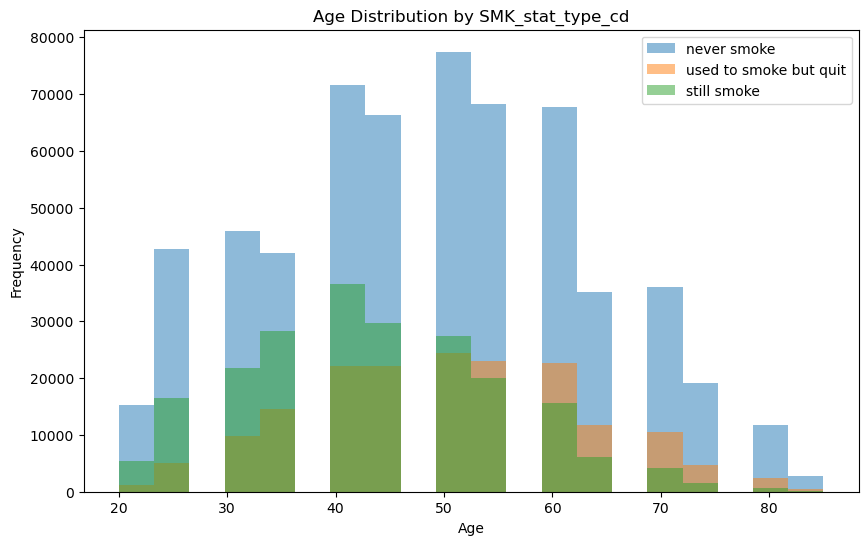 Age Distribution by SMK_stat_type_cd
never smoke
used to smoke but quit
still smoke
80000
70000
60000
50000
40000
30000
20000
10000
0
Frequency
20 30 40 50 60 70 80
Age